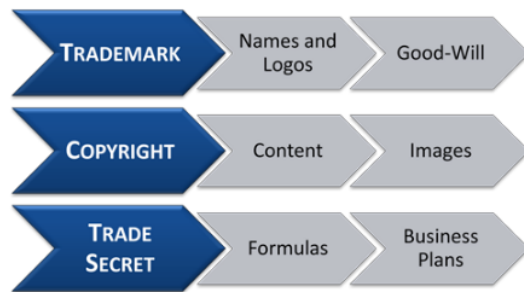 TRADEMARK
Names and
Logos
Good-Will
COPYRIGHT
Content
Images
TRADE
SECRET
Formulas
Business
Plans